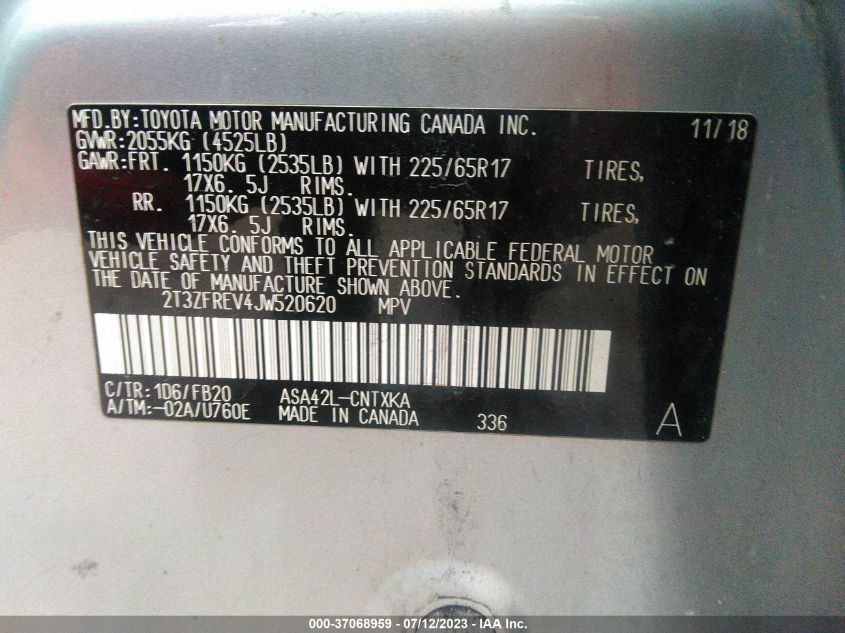 MFD.BY:TOYOTA MOTOR MANUFACTURING CANADA INC. 11/18
GVWR:2055KG (4525LB)
GAWR:FRT. 1150KG (2535LB) WITH 225/65R17 TIRES,
17X6.5J RIMS.
RR. 1150KG (2535LB) WITH 225/65R17 TIRES,
17X6.5J RIMS.
THIS VEHICLE CONFORMS TO ALL APPLICABLE FEDERAL MOTOR
VEHICLE SAFETY AND THEFT PREVENTION STANDARDS IN EFFECT ON
THE DATE OF MANUFACTURE SHOWN ABOVE.
2T3ZFREV4JW520620 MPV
C/TR:1D6/FB20 ASA42L-CNTXKA
A/TM:-02A/U760E MADE IN CANADA 336 A
000-37068959 - 07/12/2023 - IAAI.COM